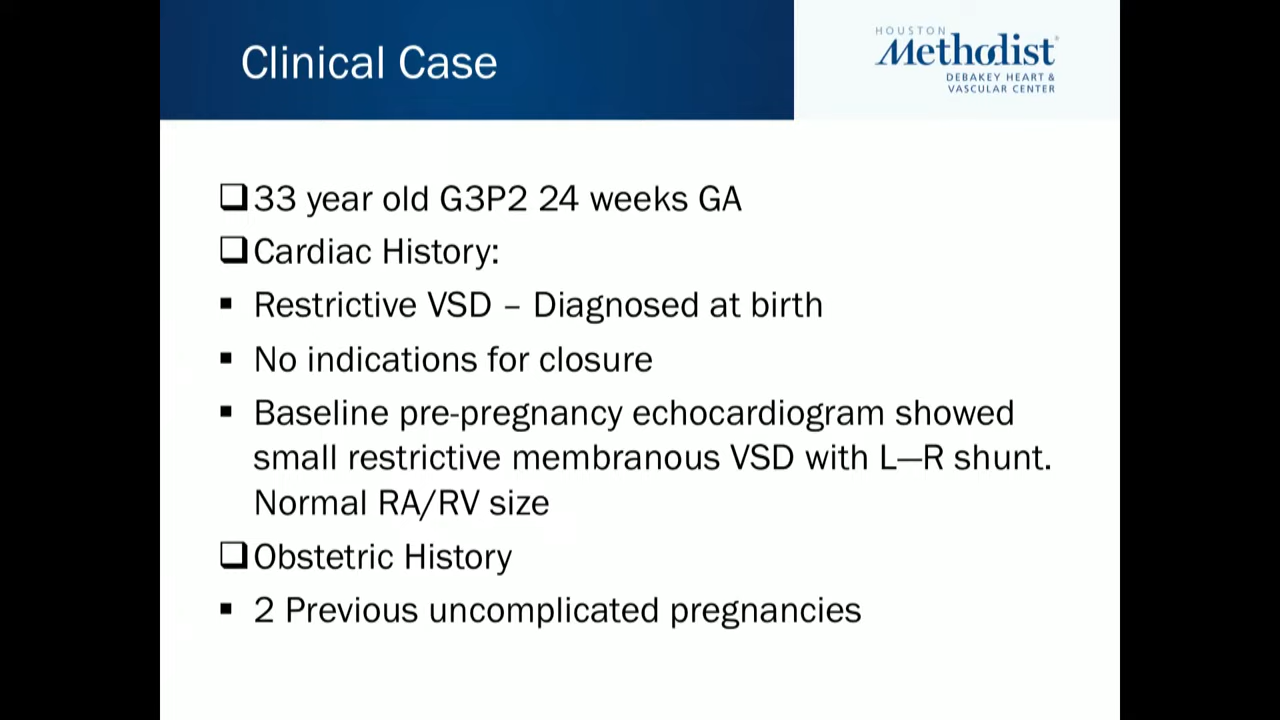 Clinical Case
HOUSTON
Methodist
DEBAKEY HEART &
VASCULAR CENTER
33 year old G3P2 24 weeks GA
Cardiac History:
Restrictive VSD – Diagnosed at birth
No indications for closure
Baseline pre-pregnancy echocardiogram showed
small restrictive membranous VSD with L—R shunt.
Normal RA/RV size
Obstetric History
2 Previous uncomplicated pregnancies